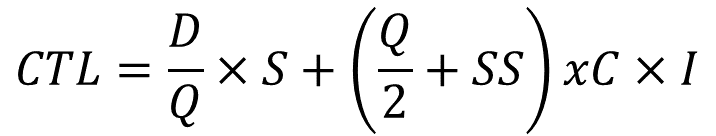 CTL = D/Q × S + (Q/2 + SS) xC × I